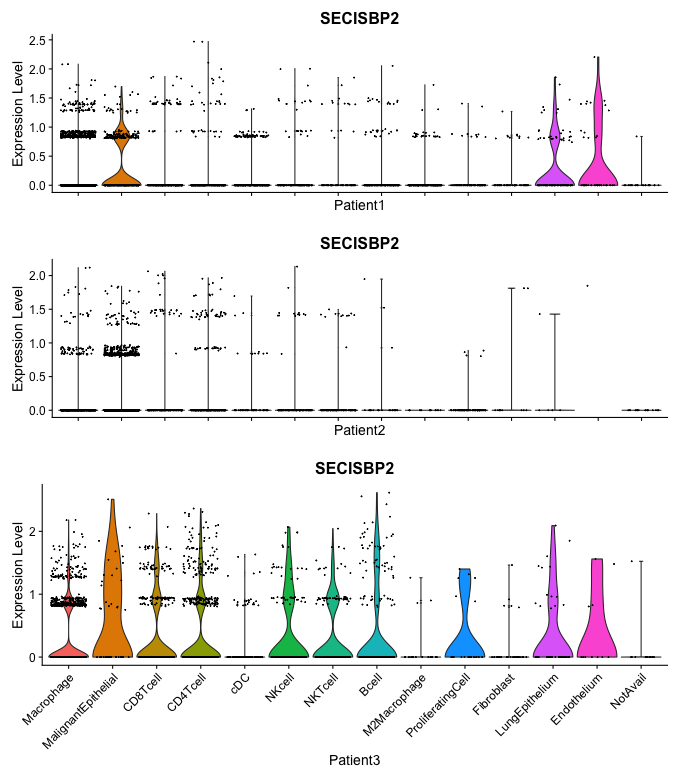 SECISBP2
Expression Level
2.5
2.0
1.5
1.0
0.5
0.0
Patient1
SECISBP2
Expression Level
2.0
1.5
1.0
0.5
0.0
Patient2
SECISBP2
Expression Level
2
1
0
Macrophage
MalignantEpithelial
CD8Tcell
CD4Tcell
cDC
NKcell
NKTcell
Bcell
M2Macrophage
ProliferatingCell
Fibroblast
LungEpithelium
Endothelium
NotAvail
Patient3